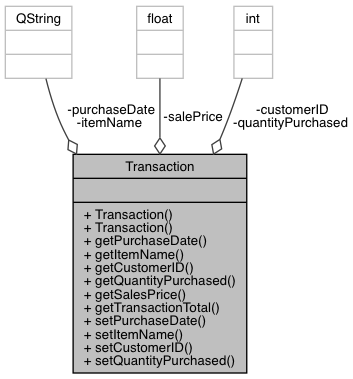 QString
float
int
-purchaseDate
-itemName
-salePrice
-customerID
-quantityPurchased
Transaction
+ Transaction()
+ Transaction()
+ getPurchaseDate()
+ getItemName()
+ getCustomerID()
+ getQuantityPurchased()
+ getSalesPrice()
+ getTransactionTotal()
+ setPurchaseDate()
+ setItemName()
+ setCustomerID()
+ setQuantityPurchased()